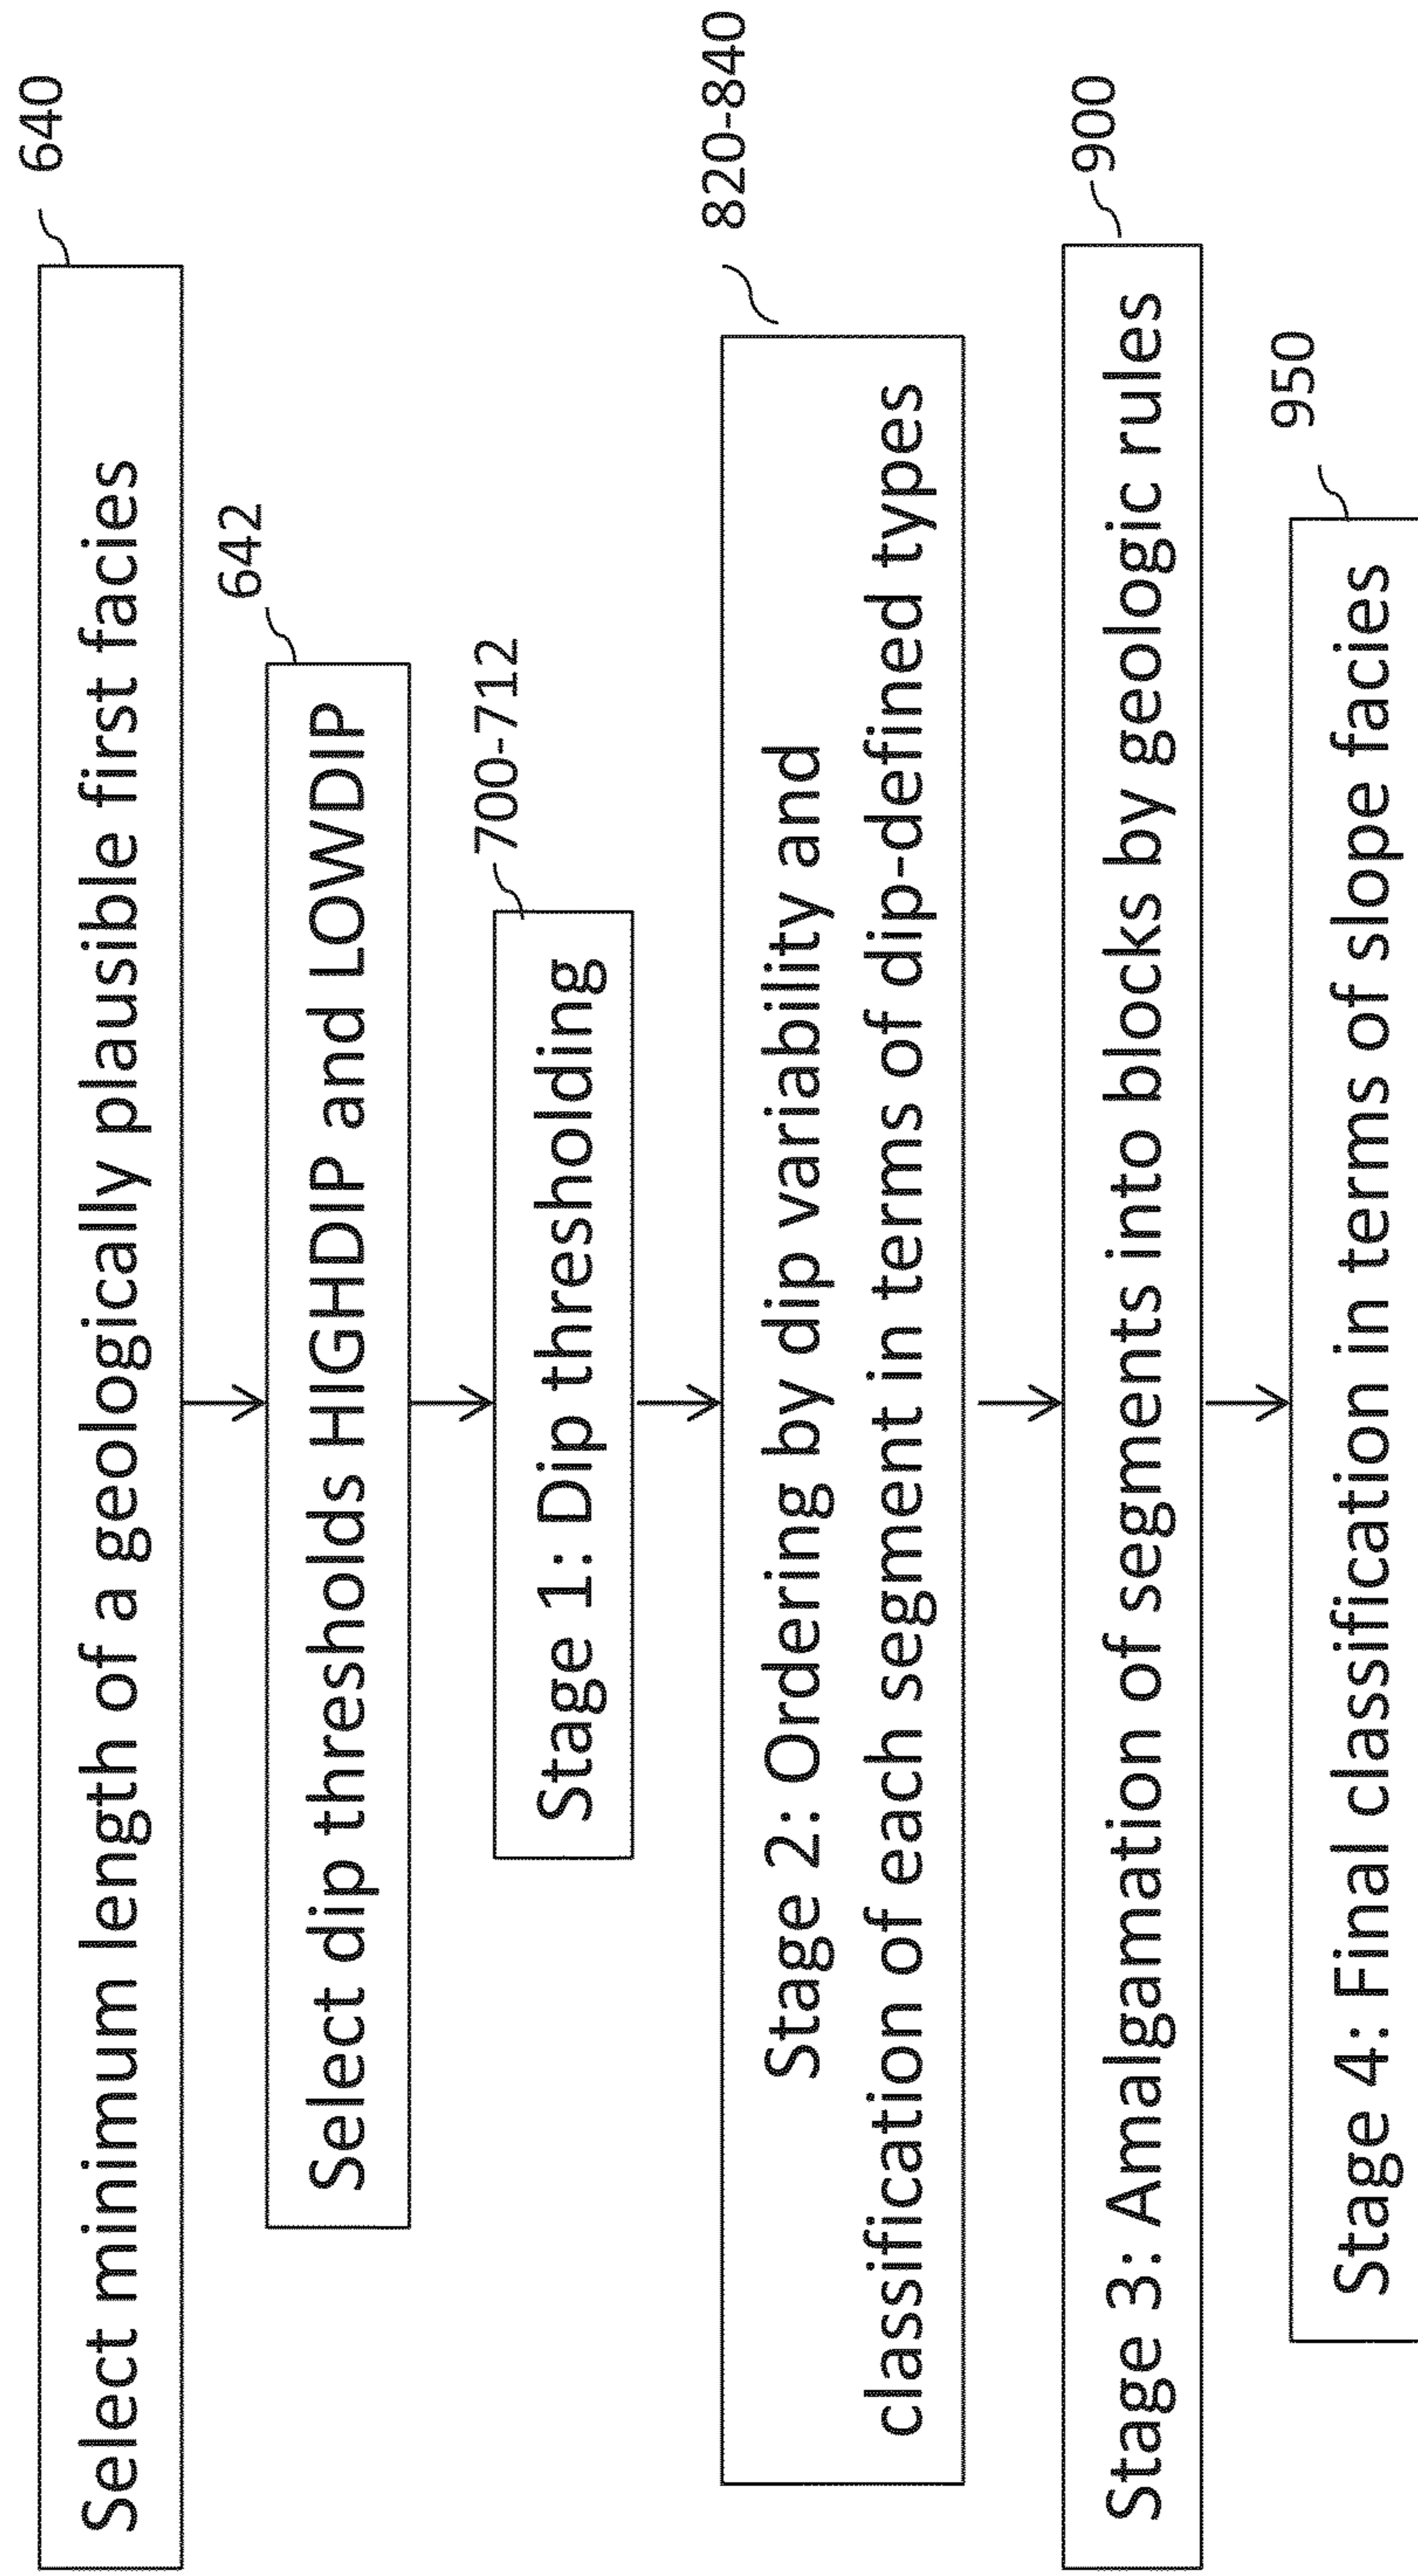 640
Select minimum length of a geologically plausible first facies
642
Select dip thresholds HIGHDIP and LOWDIP
700-712
Stage 1: Dip thresholding
820-840
Stage 2: Ordering by dip variability and
classification of each segment in terms of dip-defined types
900
Stage 3: Amalgamation of segments into blocks by geologic rules
950
Stage 4: Final classification in terms of slope facies